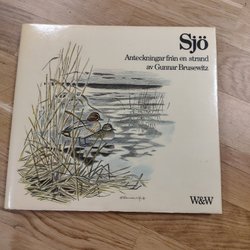 Sjö
Anteckningar från en strand
av Gunnar Brusewitz
W&W